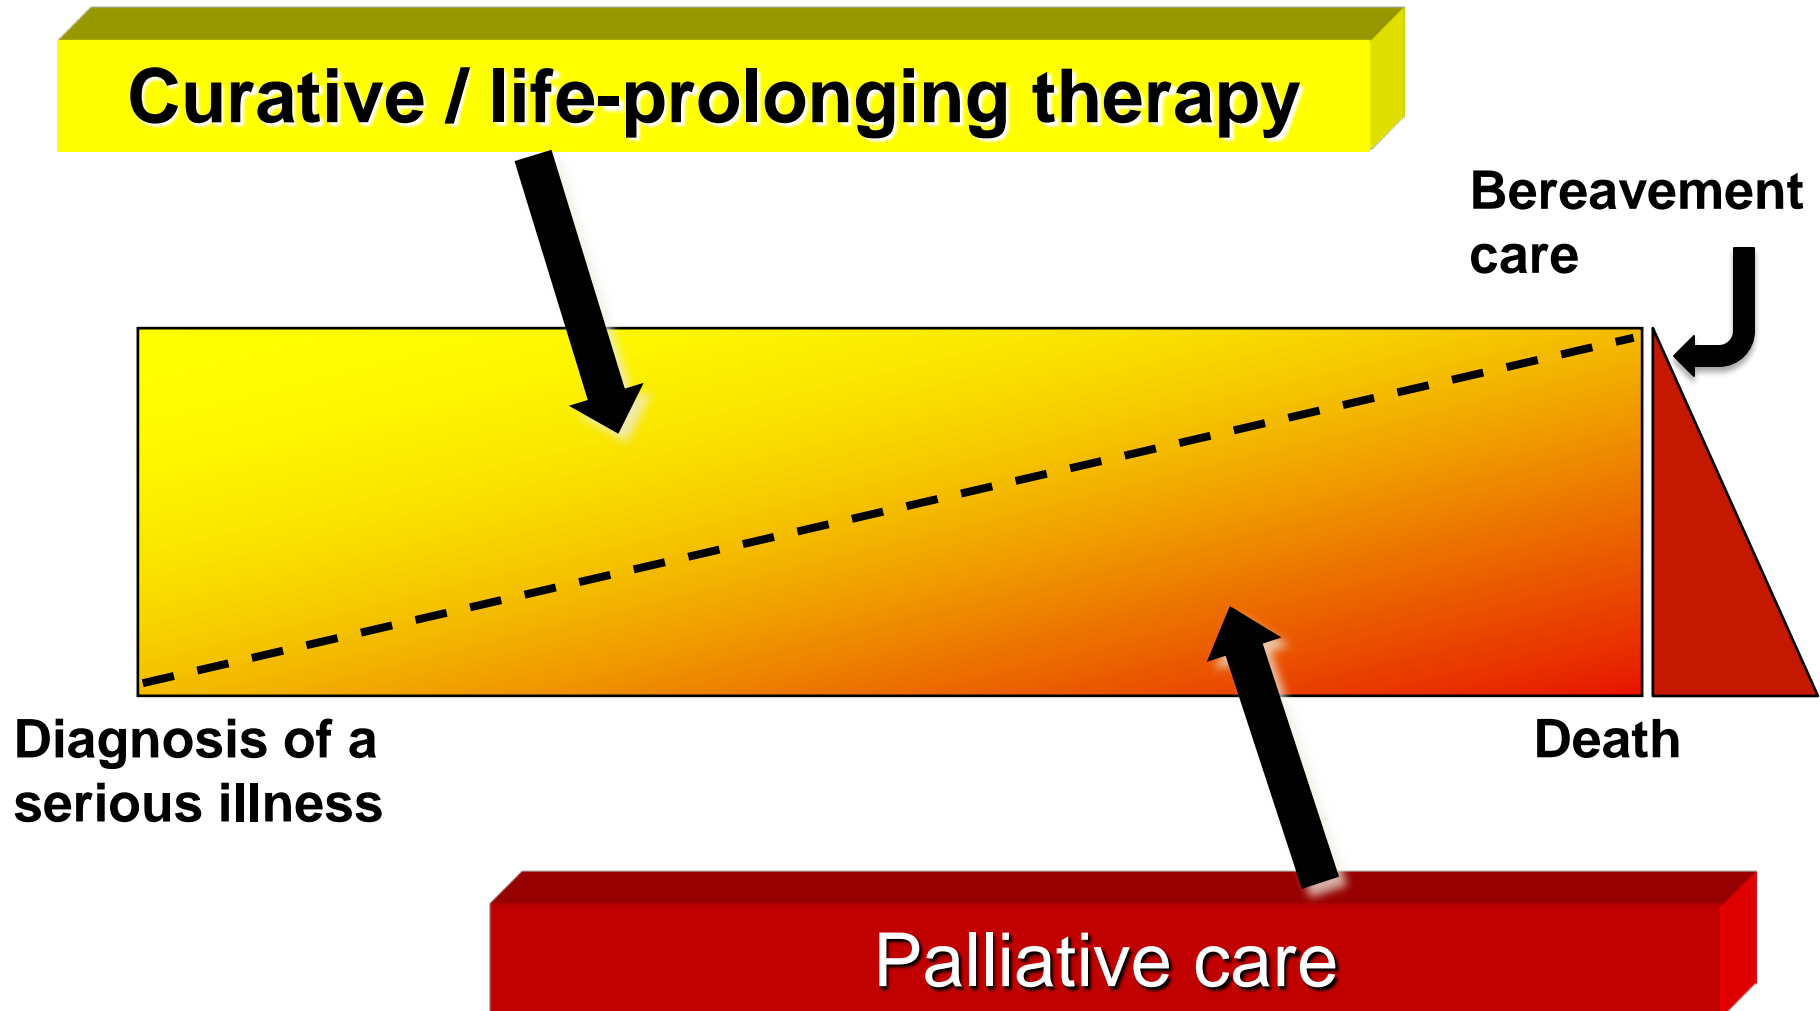 Curative / life-prolonging therapy
Bereavement
care
Diagnosis of a
serious illness
Death
Palliative care